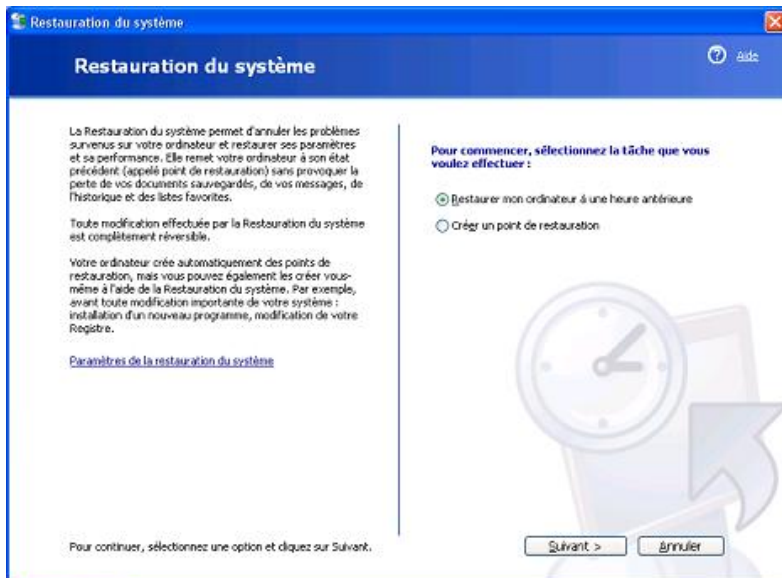 Restauration du système
Restauration du système
Aide
La Restauration du système permet d'annuler les problèmes
survenus sur votre ordinateur et restaurer ses paramètres
et sa performance. Elle remet votre ordinateur à son état
précédent (appelé point de restauration) sans provoquer la
perte de vos documents sauvegardés, de vos messages, de
l'historique et des listes favorites.
Toute modification effectuée par la Restauration du système
est complètement réversible.
Votre ordinateur crée automatiquement des points de
restauration, mais vous pouvez également les créer vous-
même à l'aide de la Restauration du système. Par exemple,
avant toute modification importante de votre système :
installation d'un nouveau programme, modification de votre
Registre.
Paramètres de la restauration du système
Pour continuer, sélectionnez une option et cliquez sur Suivant.
Pour commencer, sélectionnez la tâche que vous
voulez effectuer :
Restaurer mon ordinateur à une heure antérieure
Créer un point de restauration
Suivant >
Annuler